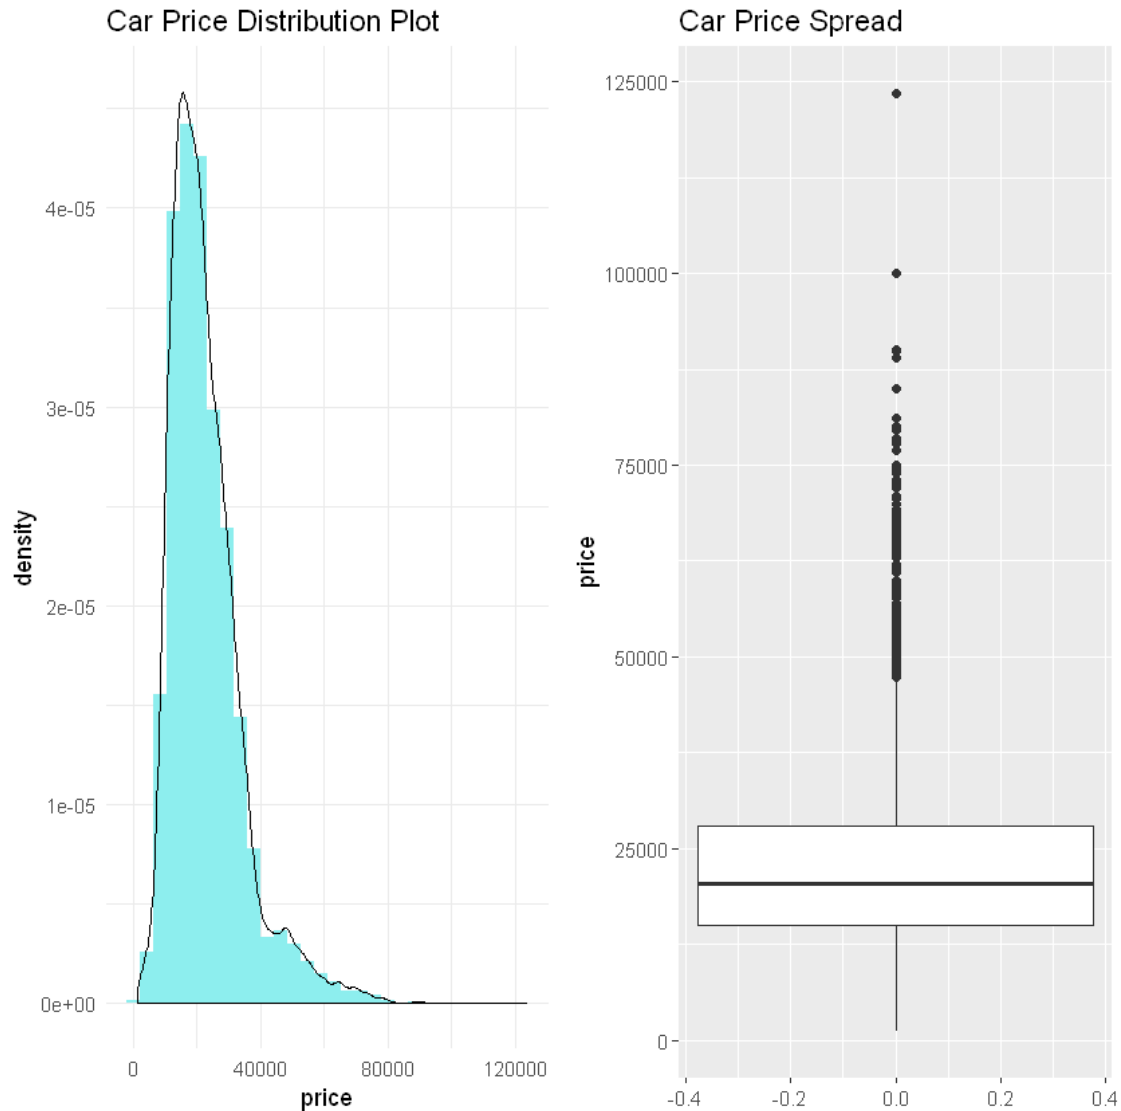 Car Price Distribution Plot
density
4e-05
3e-05
2e-05
1e-05
0e+00
0 40000 80000 120000
price
Car Price Spread
price
125000
100000
75000
50000
25000
0
-0.4 -0.2 0.0 0.2 0.4